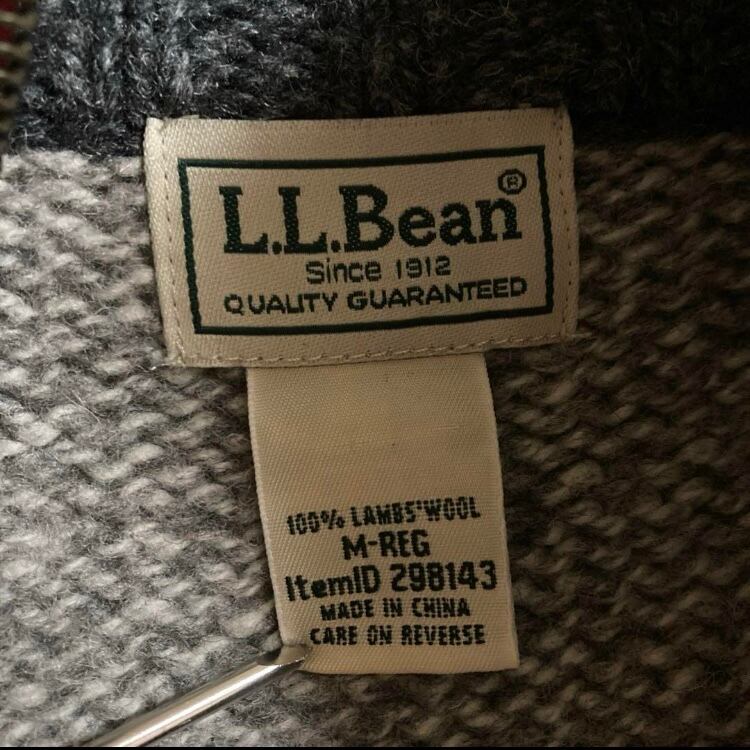 L.L.Bean®
Since 1912
QUALITY GUARANTEED
100% LAMBS'WOOL
M-REG
ItemID 298143
MADE IN CHINA
CARE ON REVERSE